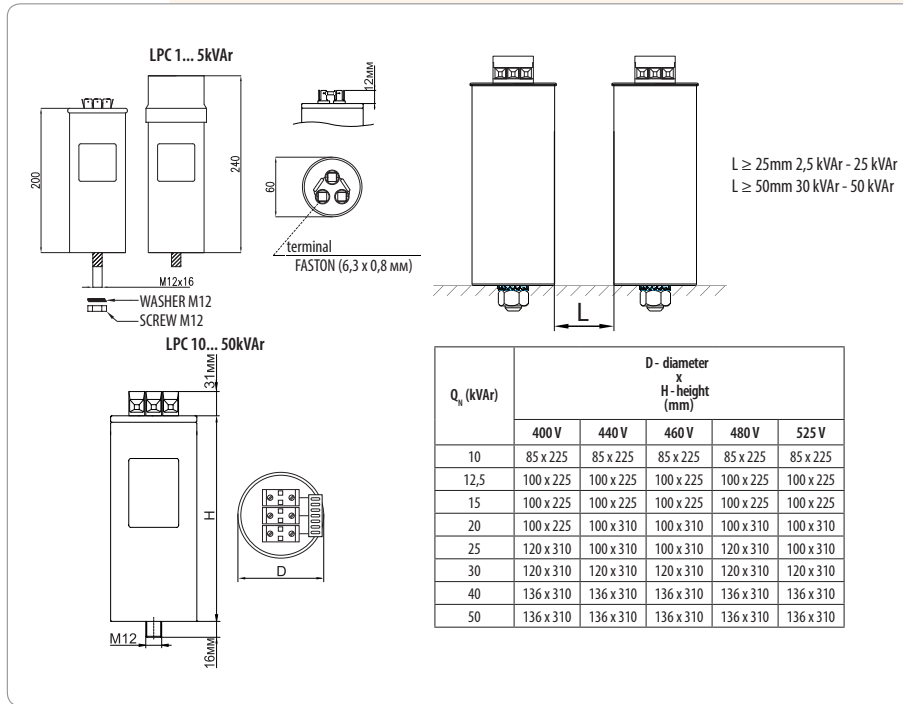 LPC 1... 5kVAr
12мм
200
240
60
terminal
FASTON (6,3 x 0,8 мм)
M12x16
WASHER M12
SCREW M12
L ≥ 25mm 2,5 kVAr - 25 kVAr
L ≥ 50mm 30 kVAr - 50 kVAr
L
LPC 10... 50kVAr
31мм
H
D
M12
16мм
Q_N (kVAr)
D - diameter
x
H - height
(mm)
400 V 440 V 460 V 480 V 525 V
10 85 x 225 85 x 225 85 x 225 85 x 225 85 x 225
12,5 100 x 225 100 x 225 100 x 225 100 x 225 100 x 225
15 100 x 225 100 x 225 100 x 225 100 x 225 100 x 225
20 100 x 225 100 x 310 100 x 310 100 x 310 100 x 310
25 120 x 310 100 x 310 100 x 310 120 x 310 100 x 310
30 120 x 310 120 x 310 120 x 310 120 x 310 120 x 310
40 136 x 310 136 x 310 136 x 310 136 x 310 136 x 310
50 136 x 310 136 x 310 136 x 310 136 x 310 136 x 310